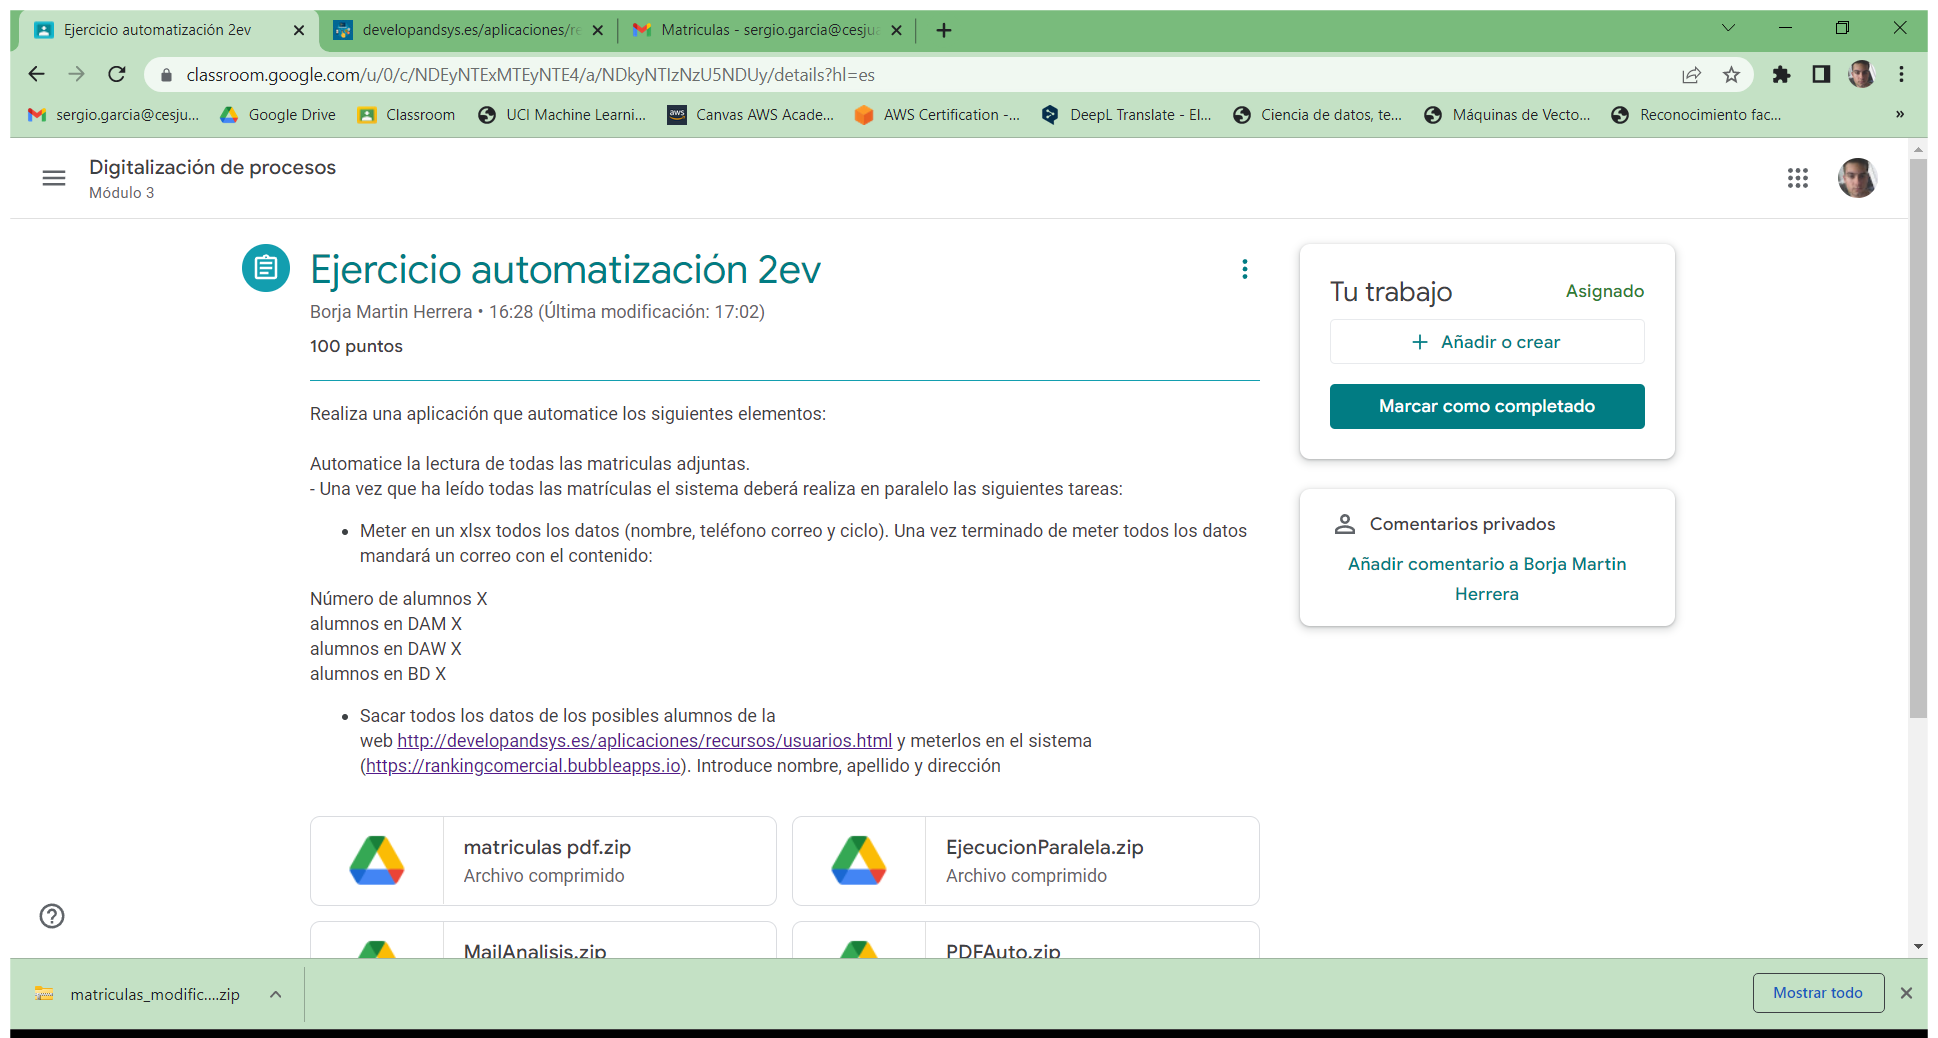 Ejercicio automatización 2ev
developandsys.es/aplicaciones/re
Matriculas - sergio.garcia@cesjua
classroom.google.com/u/0/c/NDEyNTExMTEyNTE4/a/NDkyNTIzNzU5NDUy/details?hl=es
sergio.garcia@cesju...
Google Drive
Classroom
UCI Machine Learni...
aws
Canvas AWS Acade...
AWS Certification -...
DeepL Translate - El...
Ciencia de datos, te...
Máquinas de Vecto...
Reconocimiento fac...
»
Digitalización de procesos
Módulo 3
Ejercicio automatización 2ev
Borja Martin Herrera • 16:28 (Última modificación: 17:02)
100 puntos
Realiza una aplicación que automatice los siguientes elementos:
Automatice la lectura de todas las matriculas adjuntas.
- Una vez que ha leído todas las matrículas el sistema deberá realiza en paralelo las siguientes tareas:
• Meter en un xlsx todos los datos (nombre, teléfono correo y ciclo). Una vez terminado de meter todos los datos
mandará un correo con el contenido:
Número de alumnos X
alumnos en DAM X
alumnos en DAW X
alumnos en BD X
• Sacar todos los datos de los posibles alumnos de la
web http://developandsys.es/aplicaciones/recursos/usuarios.html y meterlos en el sistema
(https://rankingcomercial.bubbleapps.io). Introduce nombre, apellido y dirección
matriculas pdf.zip
Archivo comprimido
EjecucionParalela.zip
Archivo comprimido
MailAnalisis.zip
PDFAuto.zip
Tu trabajo
Asignado
+ Añadir o crear
Marcar como completado
Comentarios privados
Añadir comentario a Borja Martin
Herrera
matriculas_modific....zip
Mostrar todo